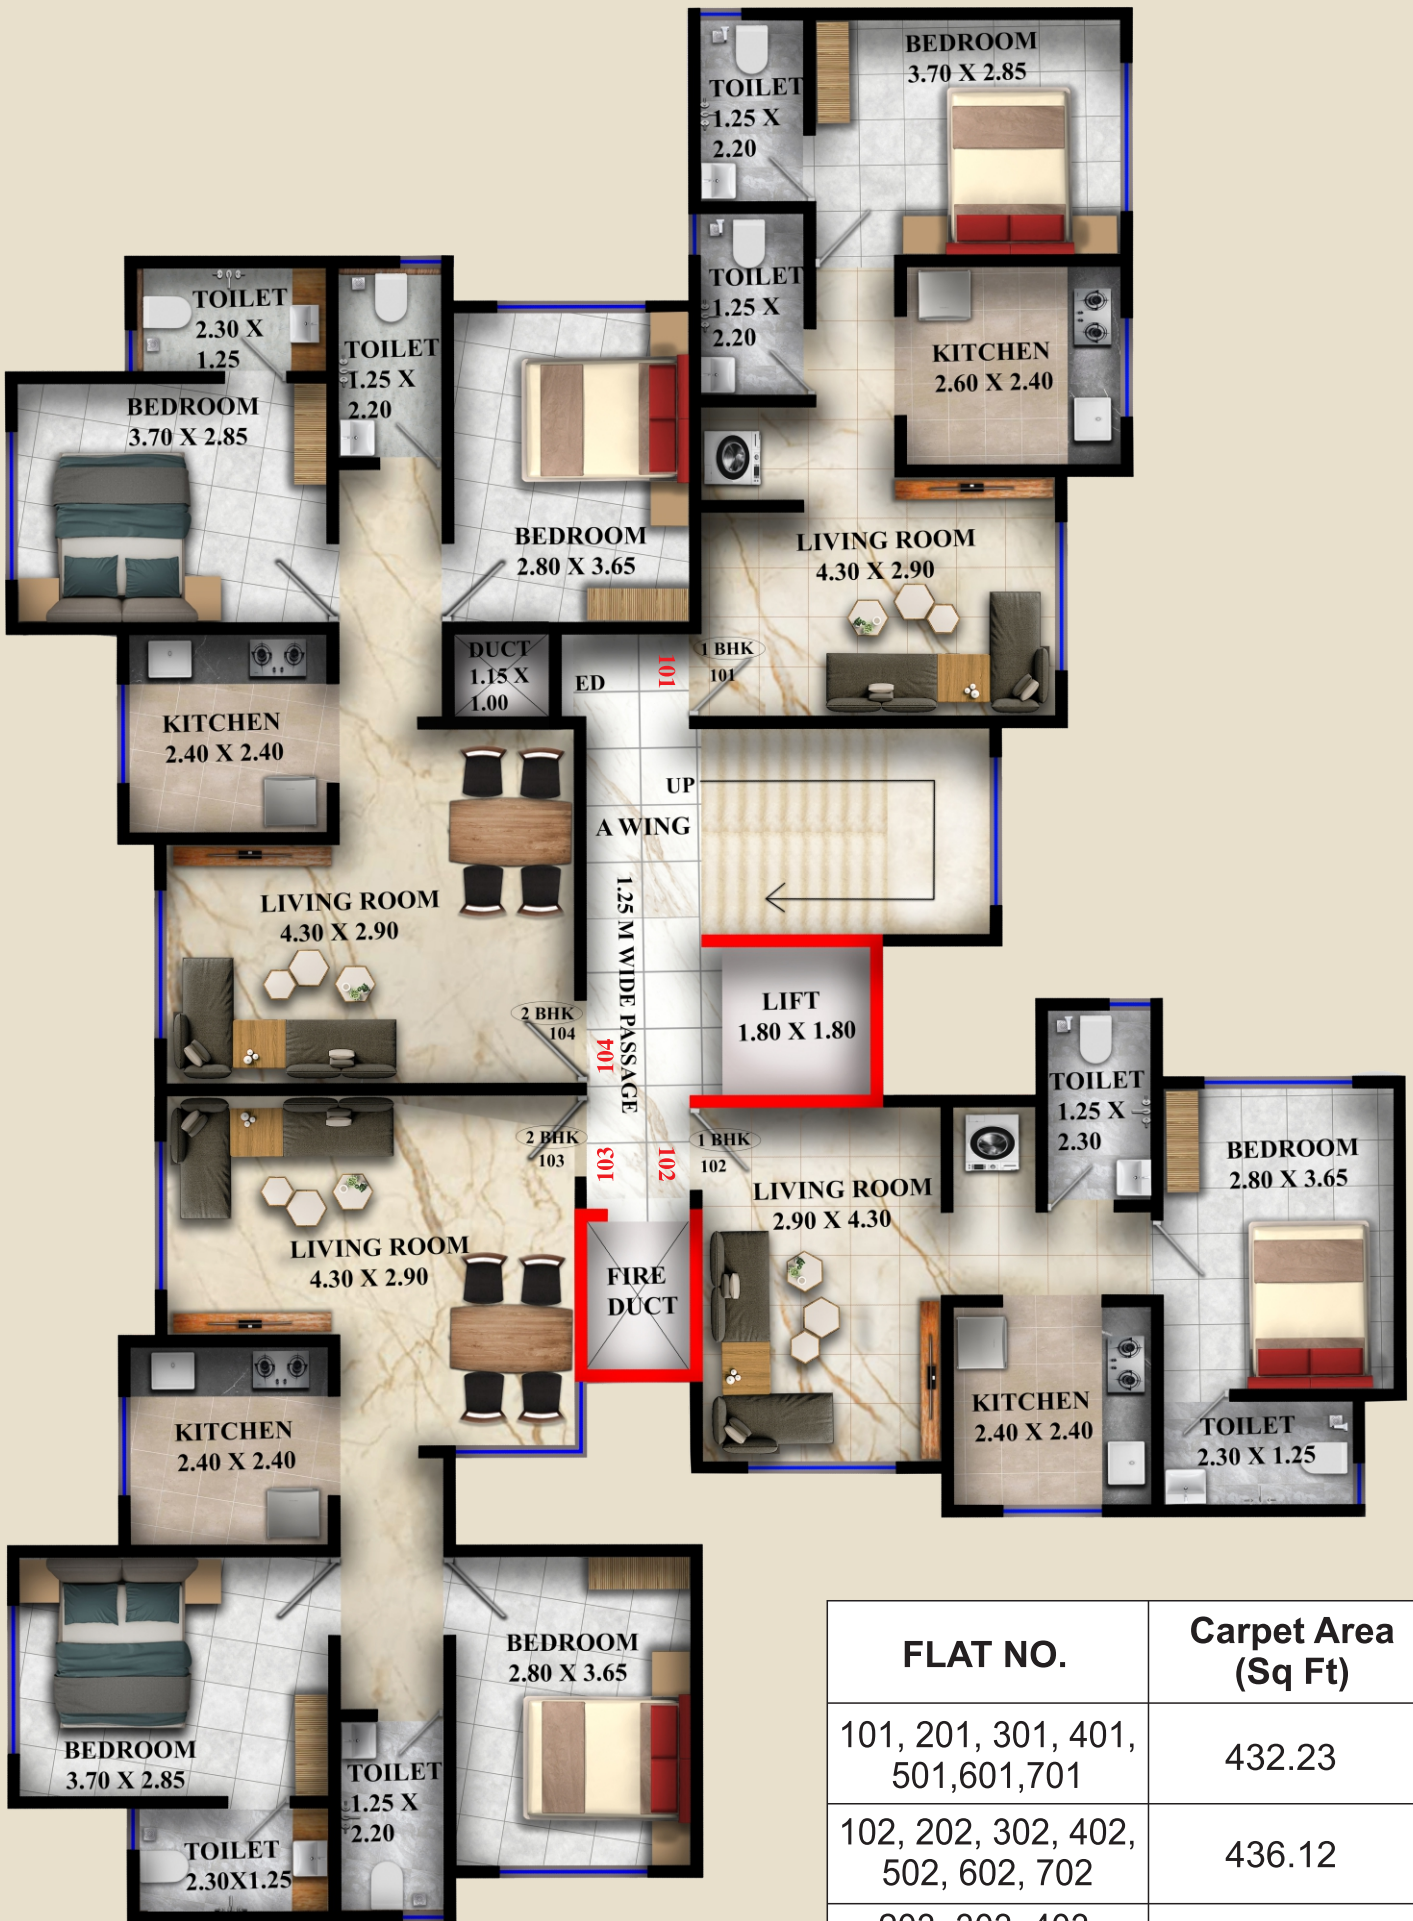 BEDROOM
3.70 X 2.85
TOILET
1.25 X
2.20
TOILET
1.25 X
2.20
KITCHEN
2.60 X 2.40
LIVING ROOM
4.30 X 2.90
1 BHK
101
101
TOILET
2.30 X
1.25
TOILET
1.25 X
2.20
BEDROOM
3.70 X 2.85
BEDROOM
2.80 X 3.65
DUCT
1.15 X
1.00
ED
KITCHEN
2.40 X 2.40
UP
A WING
1.25 M WIDE PASSAGE
LIVING ROOM
4.30 X 2.90
2 BHK
104
104
LIFT
1.80 X 1.80
2 BHK
103
103
102
1 BHK
102
LIVING ROOM
2.90 X 4.30
TOILET
1.25 X
2.30
BEDROOM
2.80 X 3.65
LIVING ROOM
4.30 X 2.90
FIRE
DUCT
KITCHEN
2.40 X 2.40
TOILET
2.30 X 1.25
KITCHEN
2.40 X 2.40
BEDROOM
2.80 X 3.65
BEDROOM
3.70 X 2.85
TOILET
1.25 X
2.20
TOILET
2.30X1.25
FLAT NO.
Carpet Area
(Sq Ft)
101, 201, 301, 401,
501,601,701
432.23
102, 202, 302, 402,
502, 602, 702
436.12